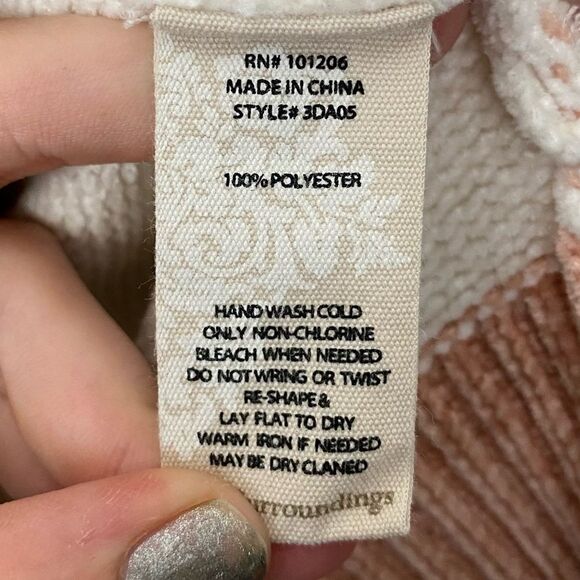 RN# 101206
MADE IN CHINA
STYLE# 3DA05
100% POLYESTER
HAND WASH COLD
ONLY NON-CHLORINE
BLEACH WHEN NEEDED
DO NOT WRING OR TWIST
RE-SHAPE &
LAY FLAT TO DRY
WARM IRON IF NEEDED
MAY BE DRY CLANED